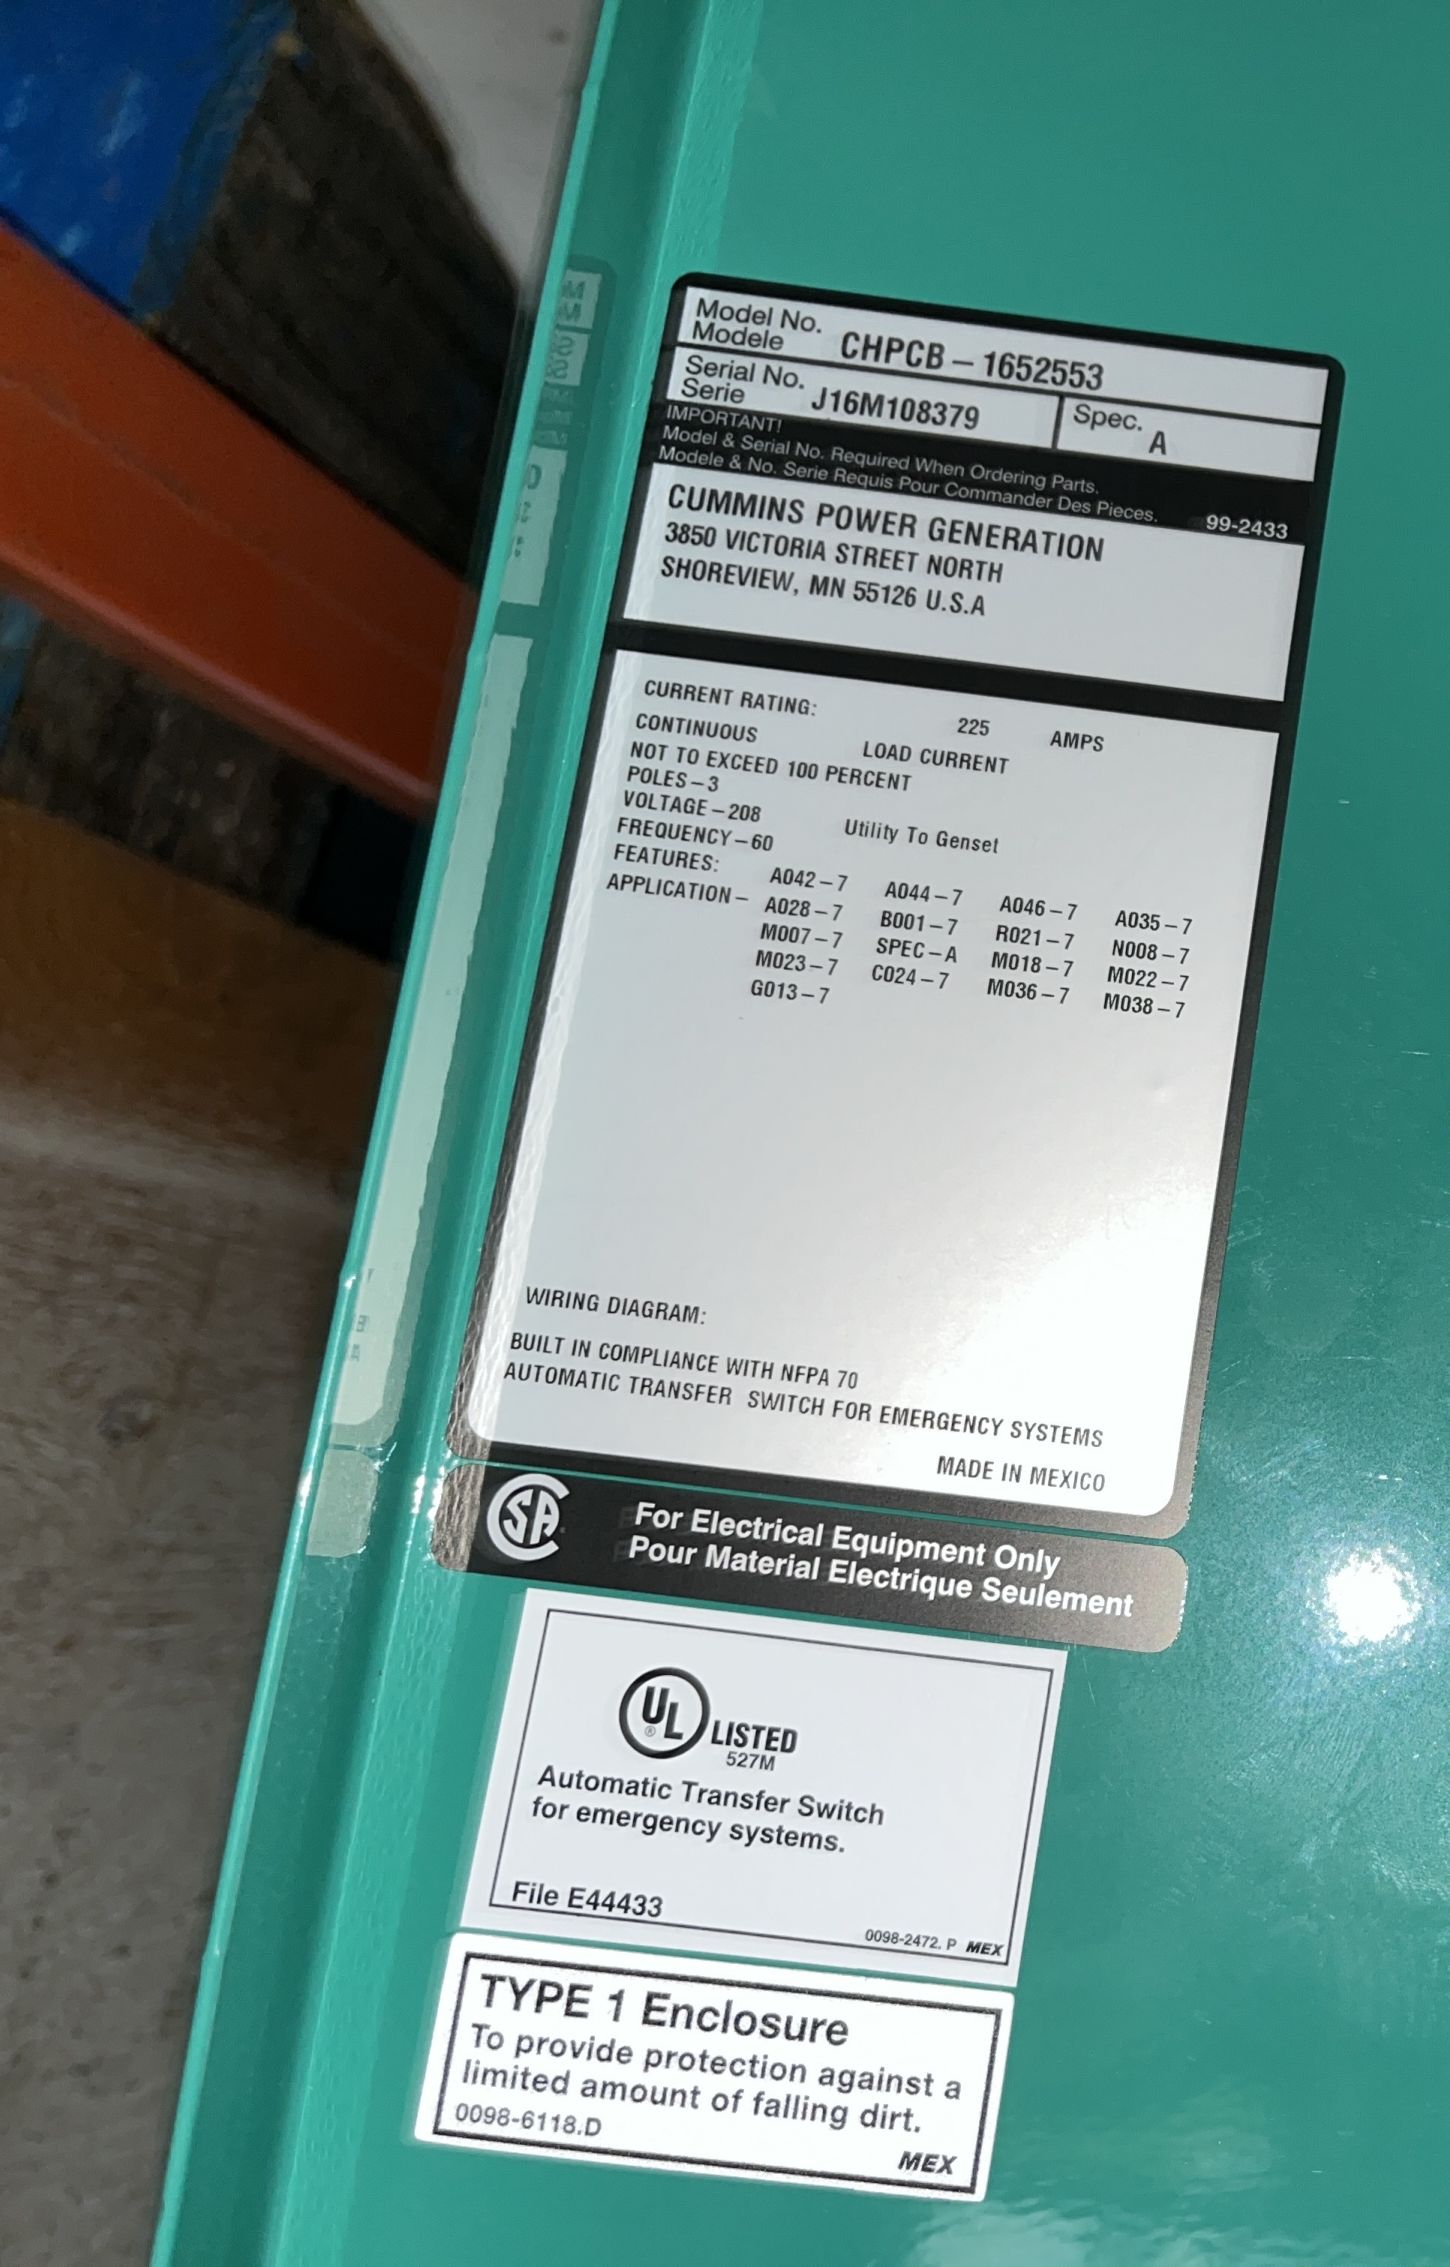 Model No.
Modele CHPCB – 1652553
Serial No.
Serie J16M108379
Spec.
A
IMPORTANT!
Model & Serial No. Required When Ordering Parts.
Modele & No. Serie Requis Pour Commander Des Pieces. 99-2433
CUMMINS POWER GENERATION
3850 VICTORIA STREET NORTH
SHOREVIEW, MN 55126 U.S.A
CURRENT RATING: 225 AMPS
CONTINUOUS LOAD CURRENT
NOT TO EXCEED 100 PERCENT
POLES – 3
VOLTAGE – 208 Utility To Genset
FREQUENCY – 60
FEATURES:
APPLICATION –
A042 – 7 A044 – 7 A046 – 7 A035 – 7
A028 – 7 B001 – 7 R021 – 7 N008 – 7
M007 – 7 SPEC – A M018 – 7 M022 – 7
M023 – 7 C024 – 7 M036 – 7 M038 – 7
G013 – 7
WIRING DIAGRAM:
BUILT IN COMPLIANCE WITH NFPA 70
AUTOMATIC TRANSFER SWITCH FOR EMERGENCY SYSTEMS
MADE IN MEXICO
CSA
For Electrical Equipment Only
Pour Material Electrique Seulement
UL ® LISTED
527M
Automatic Transfer Switch
for emergency systems.
File E44433
0098-2472. P MEX
TYPE 1 Enclosure
To provide protection against a
limited amount of falling dirt.
0098-6118.D
MEX